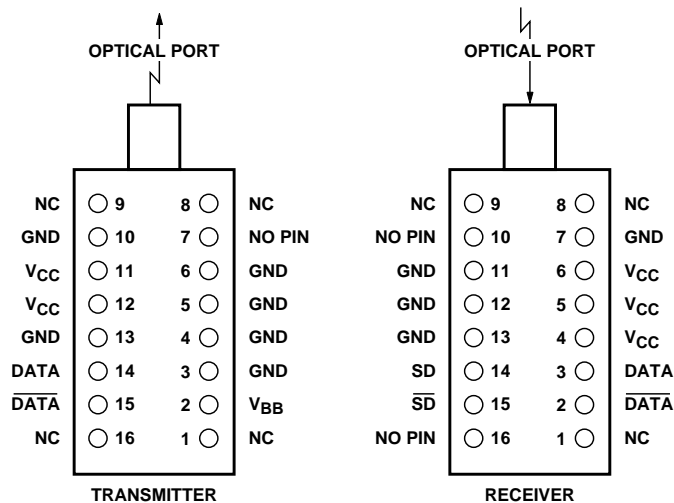 OPTICAL PORT OPTICAL PORT
NC 9 8 NC NC 9 8 NC
GND 10 7 NO PIN NO PIN 10 7 GND
VCC 11 6 GND GND 11 6 VCC
VCC 12 5 GND GND 12 5 VCC
GND 13 4 GND GND 13 4 VCC
DATA 14 3 GND SD 14 3 DATA
D̅A̅T̅A̅ 15 2 VBB S̅D̅ 15 2 D̅A̅T̅A̅
NC 16 1 NC NO PIN 16 1 NC
TRANSMITTER RECEIVER